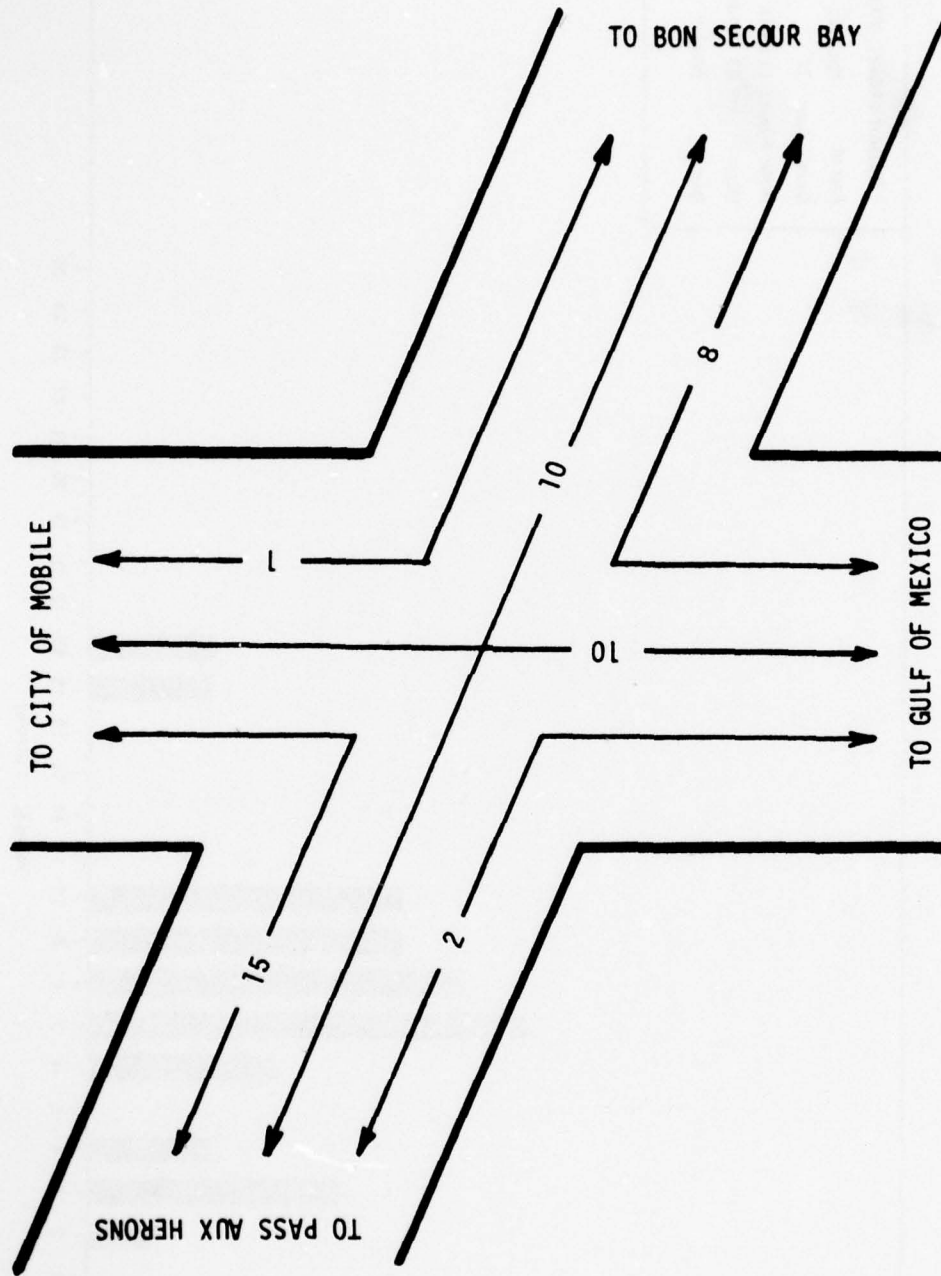 TO BON SECOUR BAY
TO CITY OF MOBILE
1
10
8
10
15
2
TO GULF OF MEXICO
TO PASS AUX HERONS